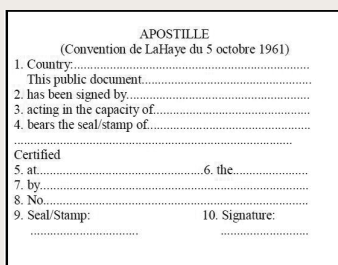 APOSTILLE
(Convention de LaHaye du 5 octobre 1961)
1. Country:..........................................................................
This public document.....................................................
2. has been signed by.........................................................
3. acting in the capacity of.................................................
4. bears the seal/stamp of...................................................
.......................................................................................
Certified
5. at....................................................6. the.......................
7. by....................................................................................
8. No...................................................................................
9. Seal/Stamp: 10. Signature:
................................. ...........................